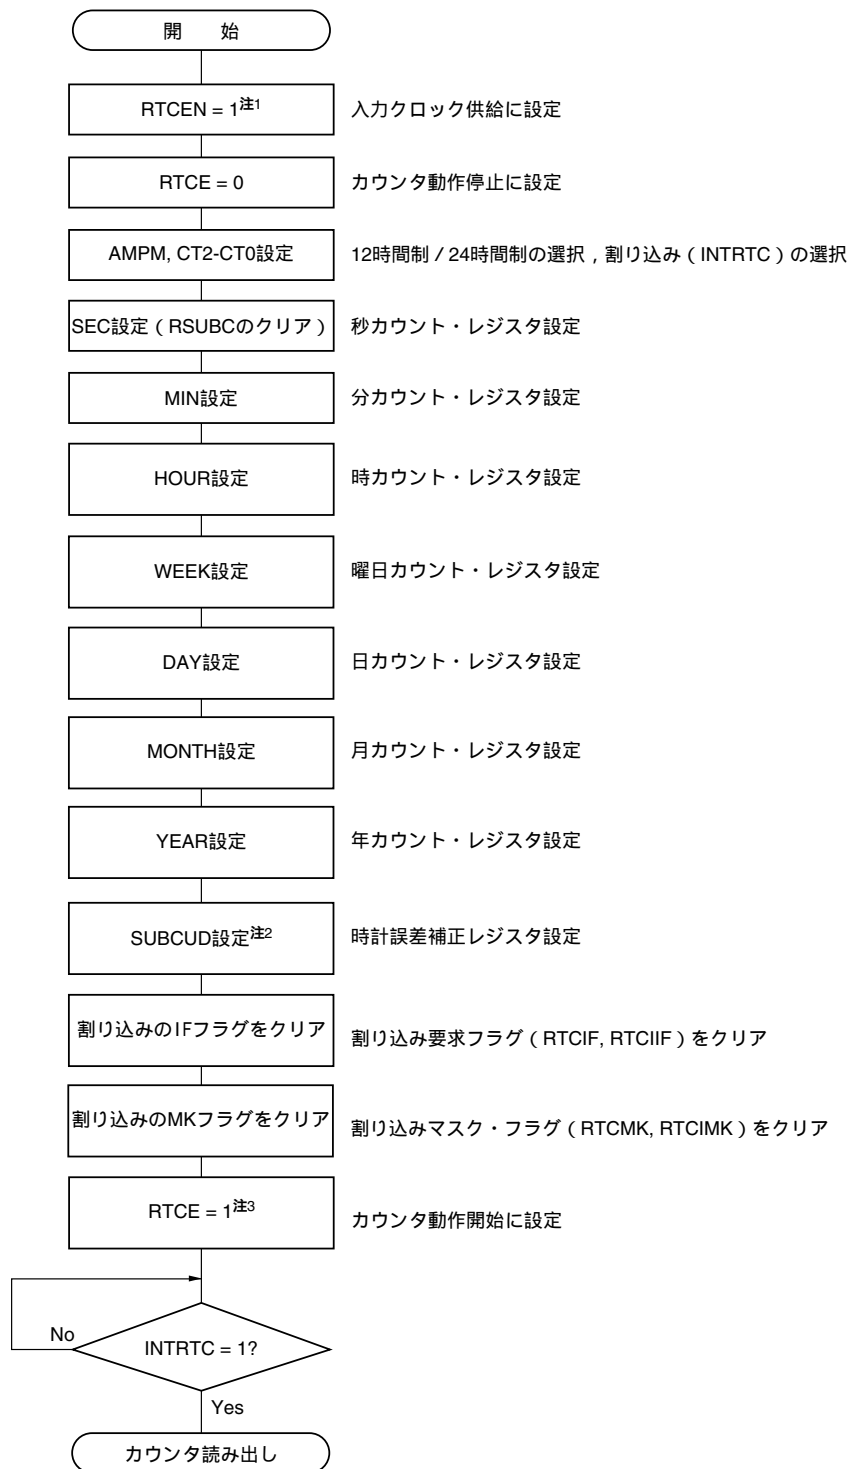 開　始
RTCEN = 1注1 入力クロック供給に設定
RTCE = 0 カウンタ動作停止に設定
AMPM, CT2-CT0設定 12時間制 / 24時間制の選択，割り込み（INTRTC）の選択
SEC設定（RSUBCのクリア） 秒カウント・レジスタ設定
MIN設定 分カウント・レジスタ設定
HOUR設定 時カウント・レジスタ設定
WEEK設定 曜日カウント・レジスタ設定
DAY設定 日カウント・レジスタ設定
MONTH設定 月カウント・レジスタ設定
YEAR設定 年カウント・レジスタ設定
SUBCUD設定注2 時計誤差補正レジスタ設定
割り込みのIFフラグをクリア 割り込み要求フラグ（RTCIF, RTCIIF）をクリア
割り込みのMKフラグをクリア 割り込みマスク・フラグ（RTCMK, RTCIMK）をクリア
RTCE = 1注3 カウンタ動作開始に設定
No
INTRTC = 1?
Yes
カウンタ読み出し